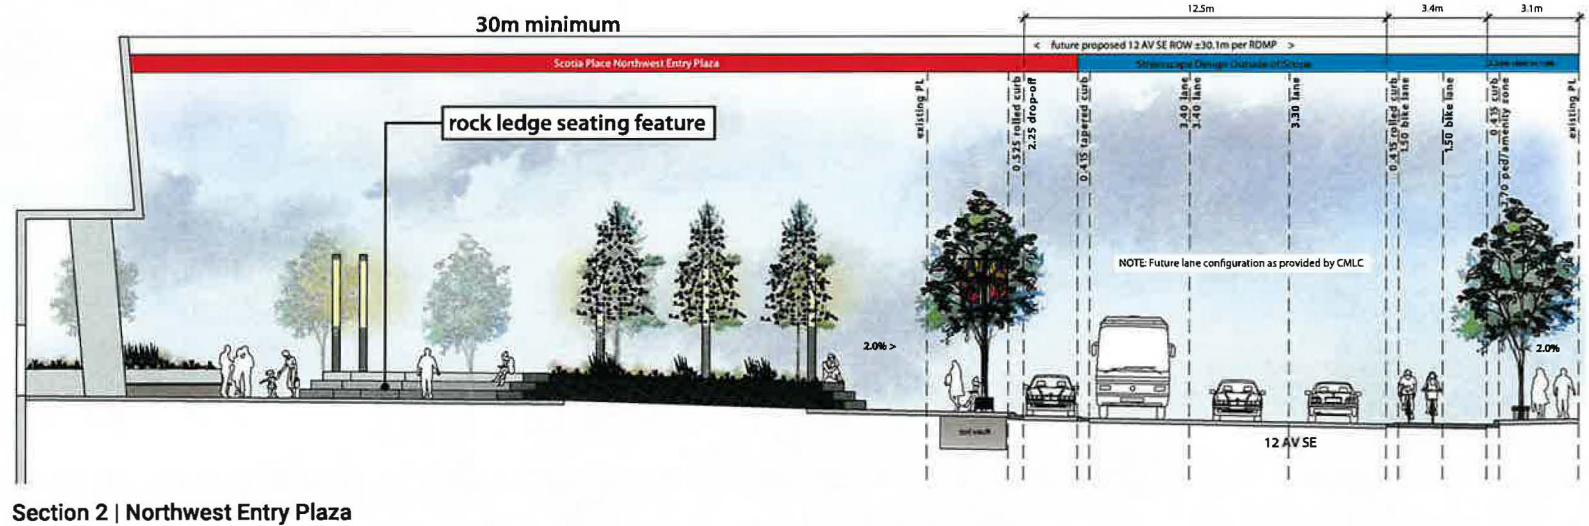 12.5m
3.4m
3.1m
30m minimum
< future proposed 12 AV SE ROW ±30.1m per RDMP >
Scotia Place Northwest Entry Plaza
Streetscape Design Outside of Scope
existing PL
0.525 rolled curb
2.25 drop-off
0.415 tapered curb
3.40 lane
3.40 lane
3.30 lane
0.415 rolled curb
1.50 bike lane
1.50 bike lane
0.415 curb
ped/amenity zone
existing PL
rock ledge seating feature
NOTE: Future lane configuration as provided by CMLC
2.0% >
< 2.0%
soil vault
12 AV SE
Section 2 | Northwest Entry Plaza